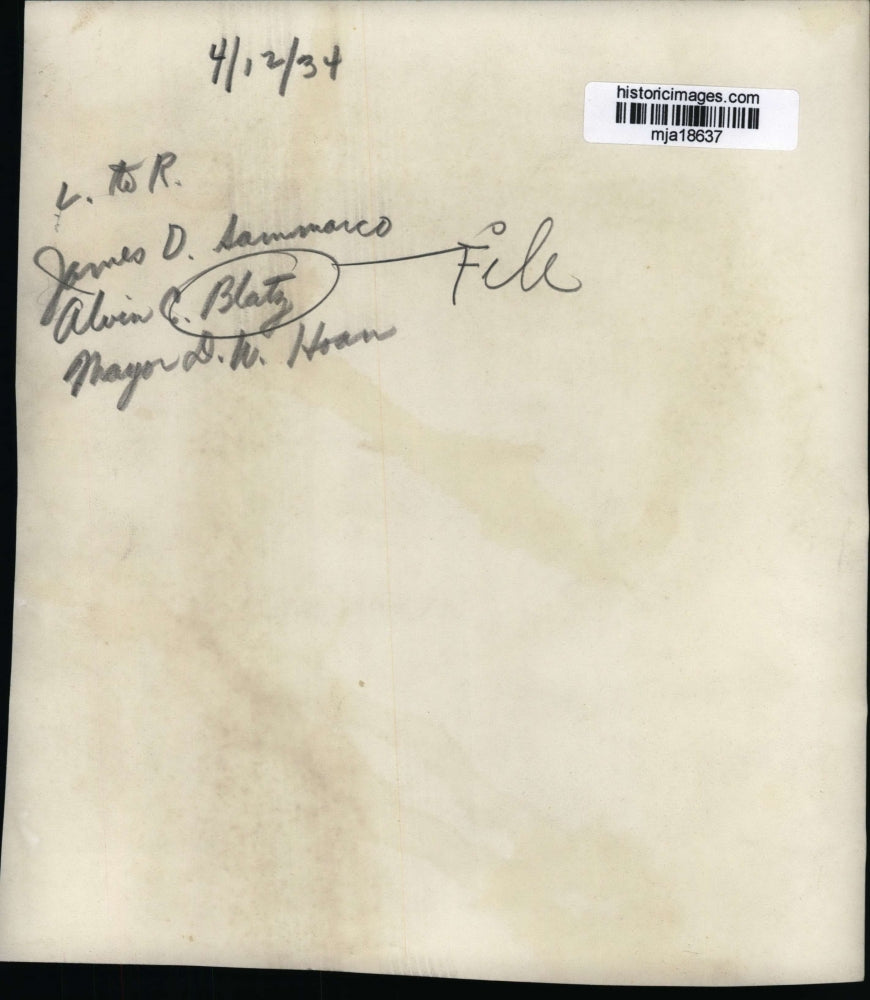 4/12/34
historicimages.com
mja18637
L. to R.
James D. Sammarco
Alvin C. Blatz
File
Mayor D. W. Hoan